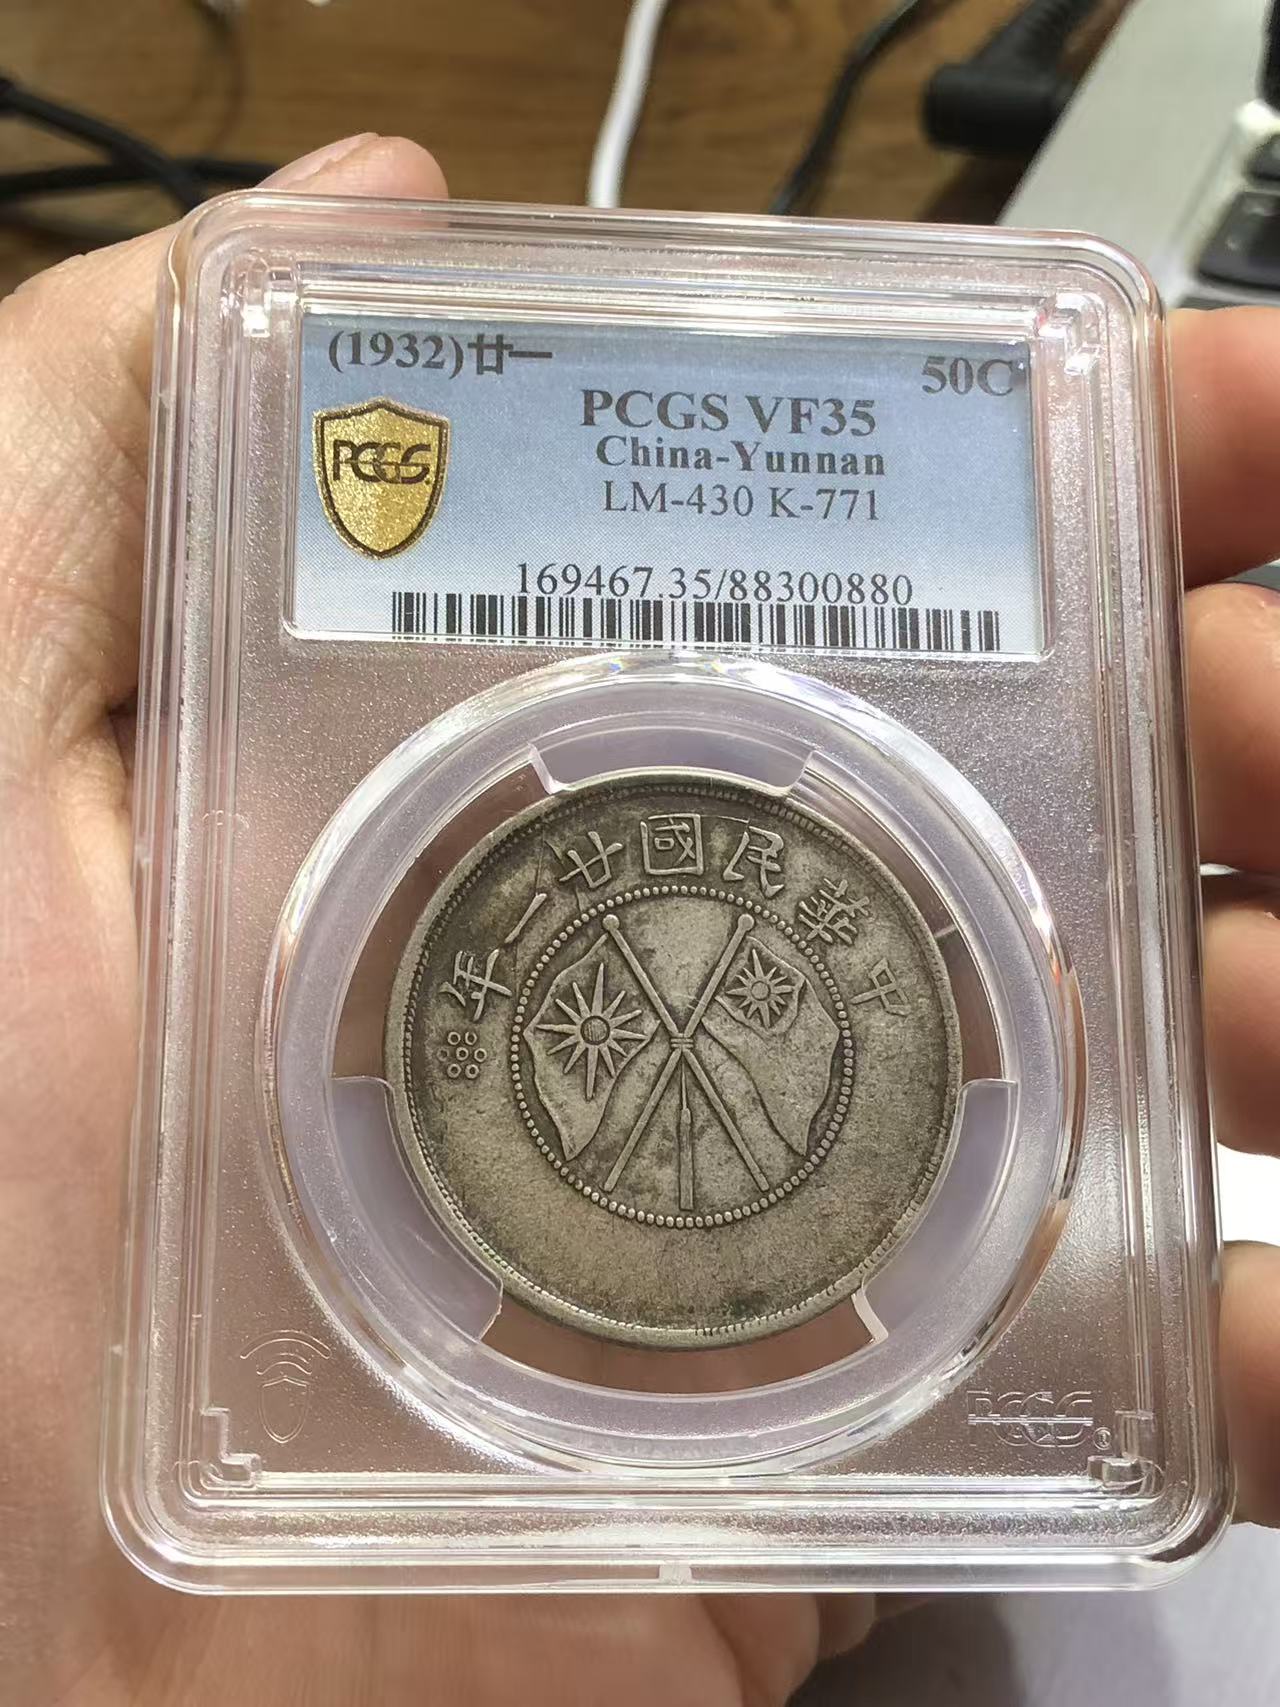 (1932)廿一
50C
PCGS VF35
China-Yunnan
PCGS
LM-430 K-771
169467.35/88300880
年一廿國民華中
PCGS